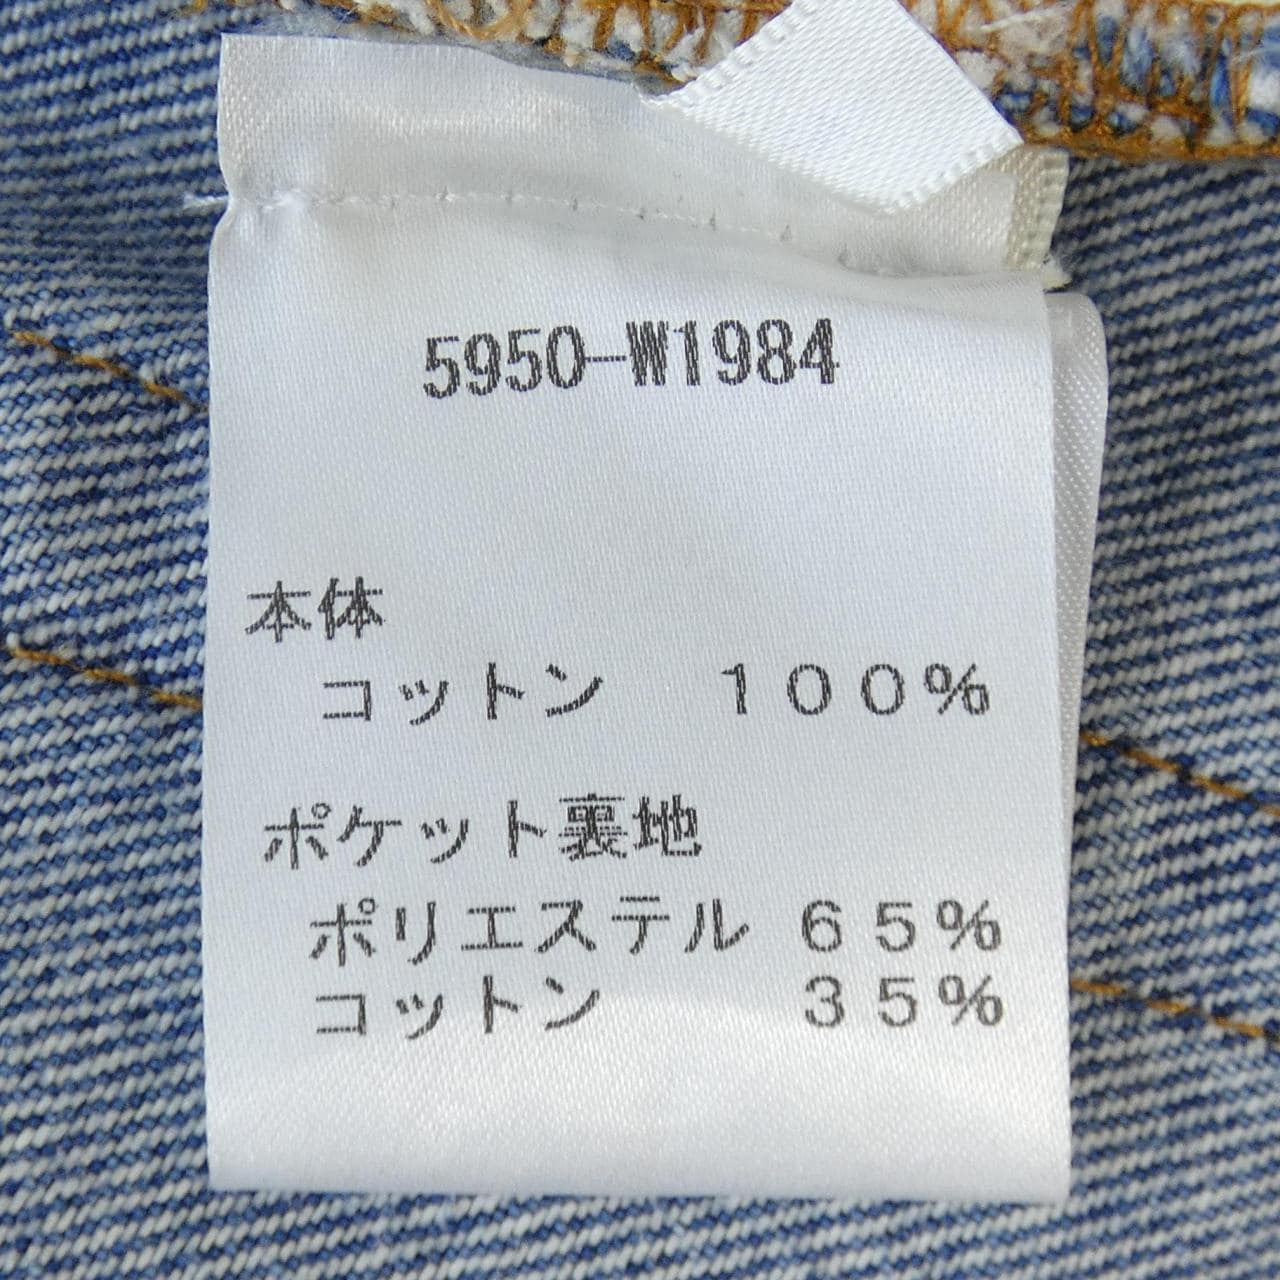 5950-W1984
本体
コットン　１００％
ポケット裏地
ポリエステル　６５％
コットン　３５％